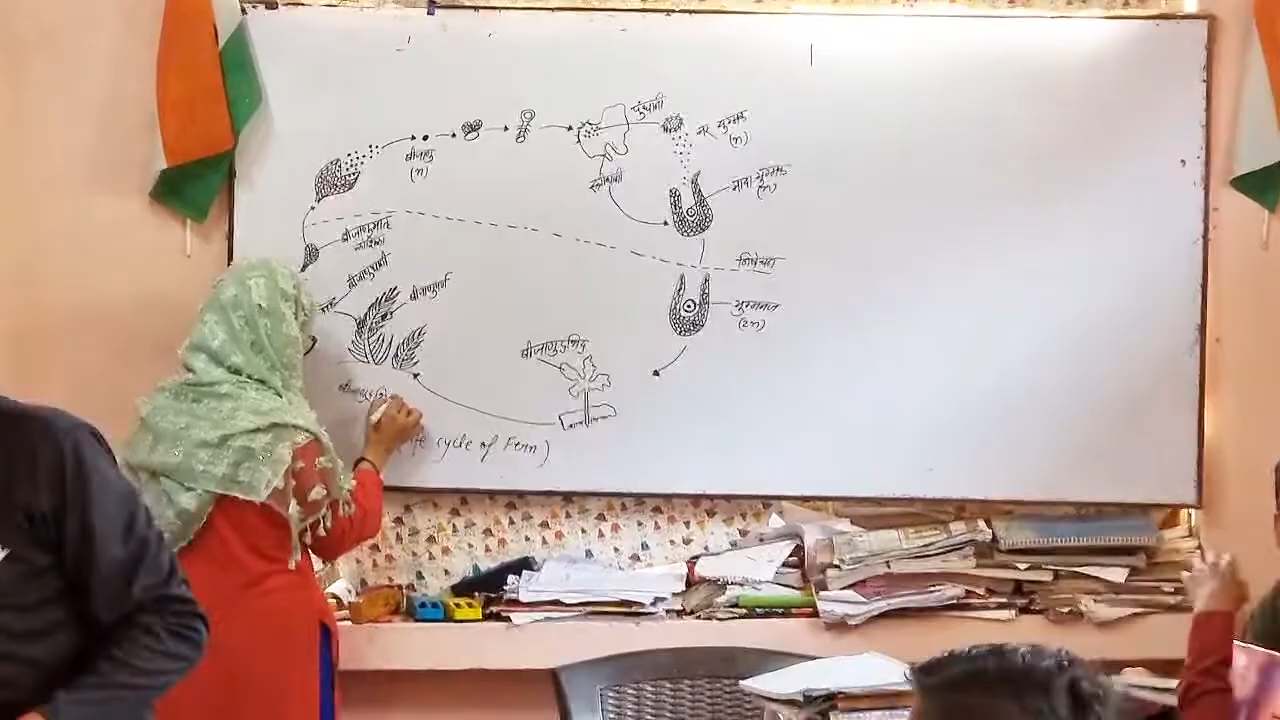 पुंधानी
बीजाणु
(n)
नर युग्मक
(n)
स्त्रीधानी
मादा युग्मक
(n)
बीजाणुमातृ
कोशिका
निषेचन
बीजाणुधानी
बीजाणुपर्ण
युग्मनज
(2n)
बीजाणुद्भिद्
cycle of Fern)